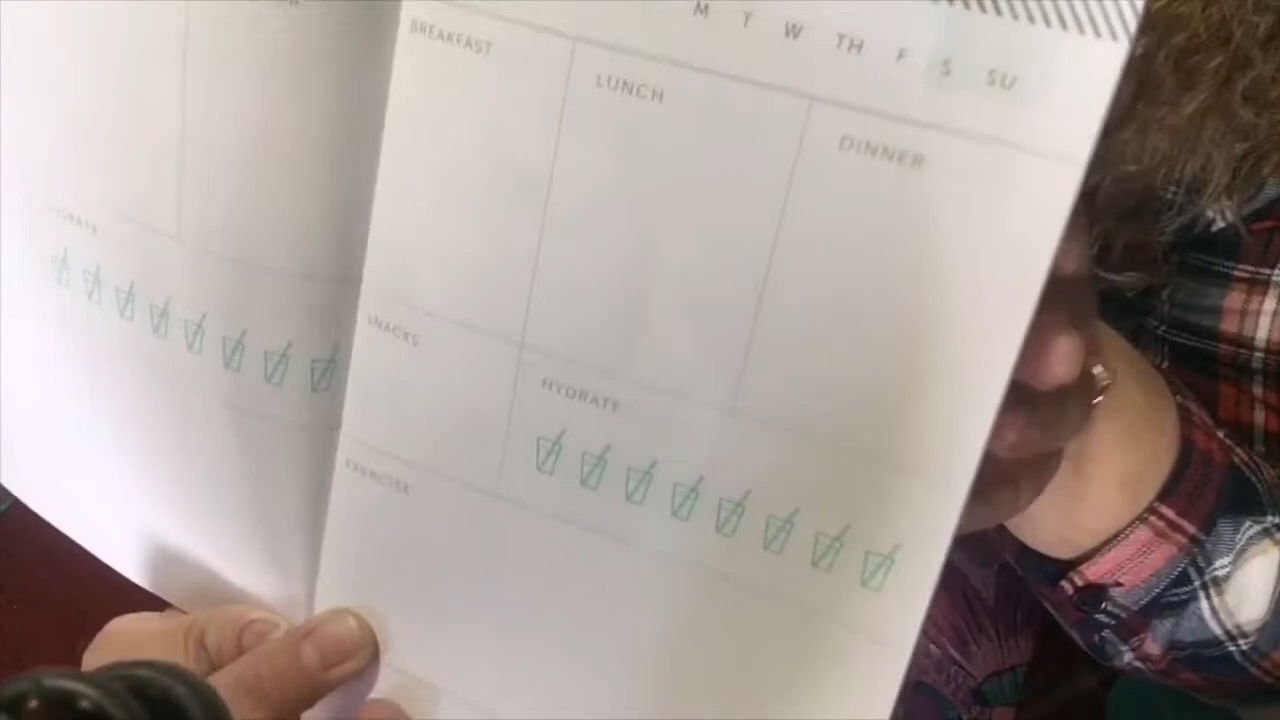 M T W TH F S SU
BREAKFAST
LUNCH
DINNER
SNACKS
HYDRATE
EXERCISE